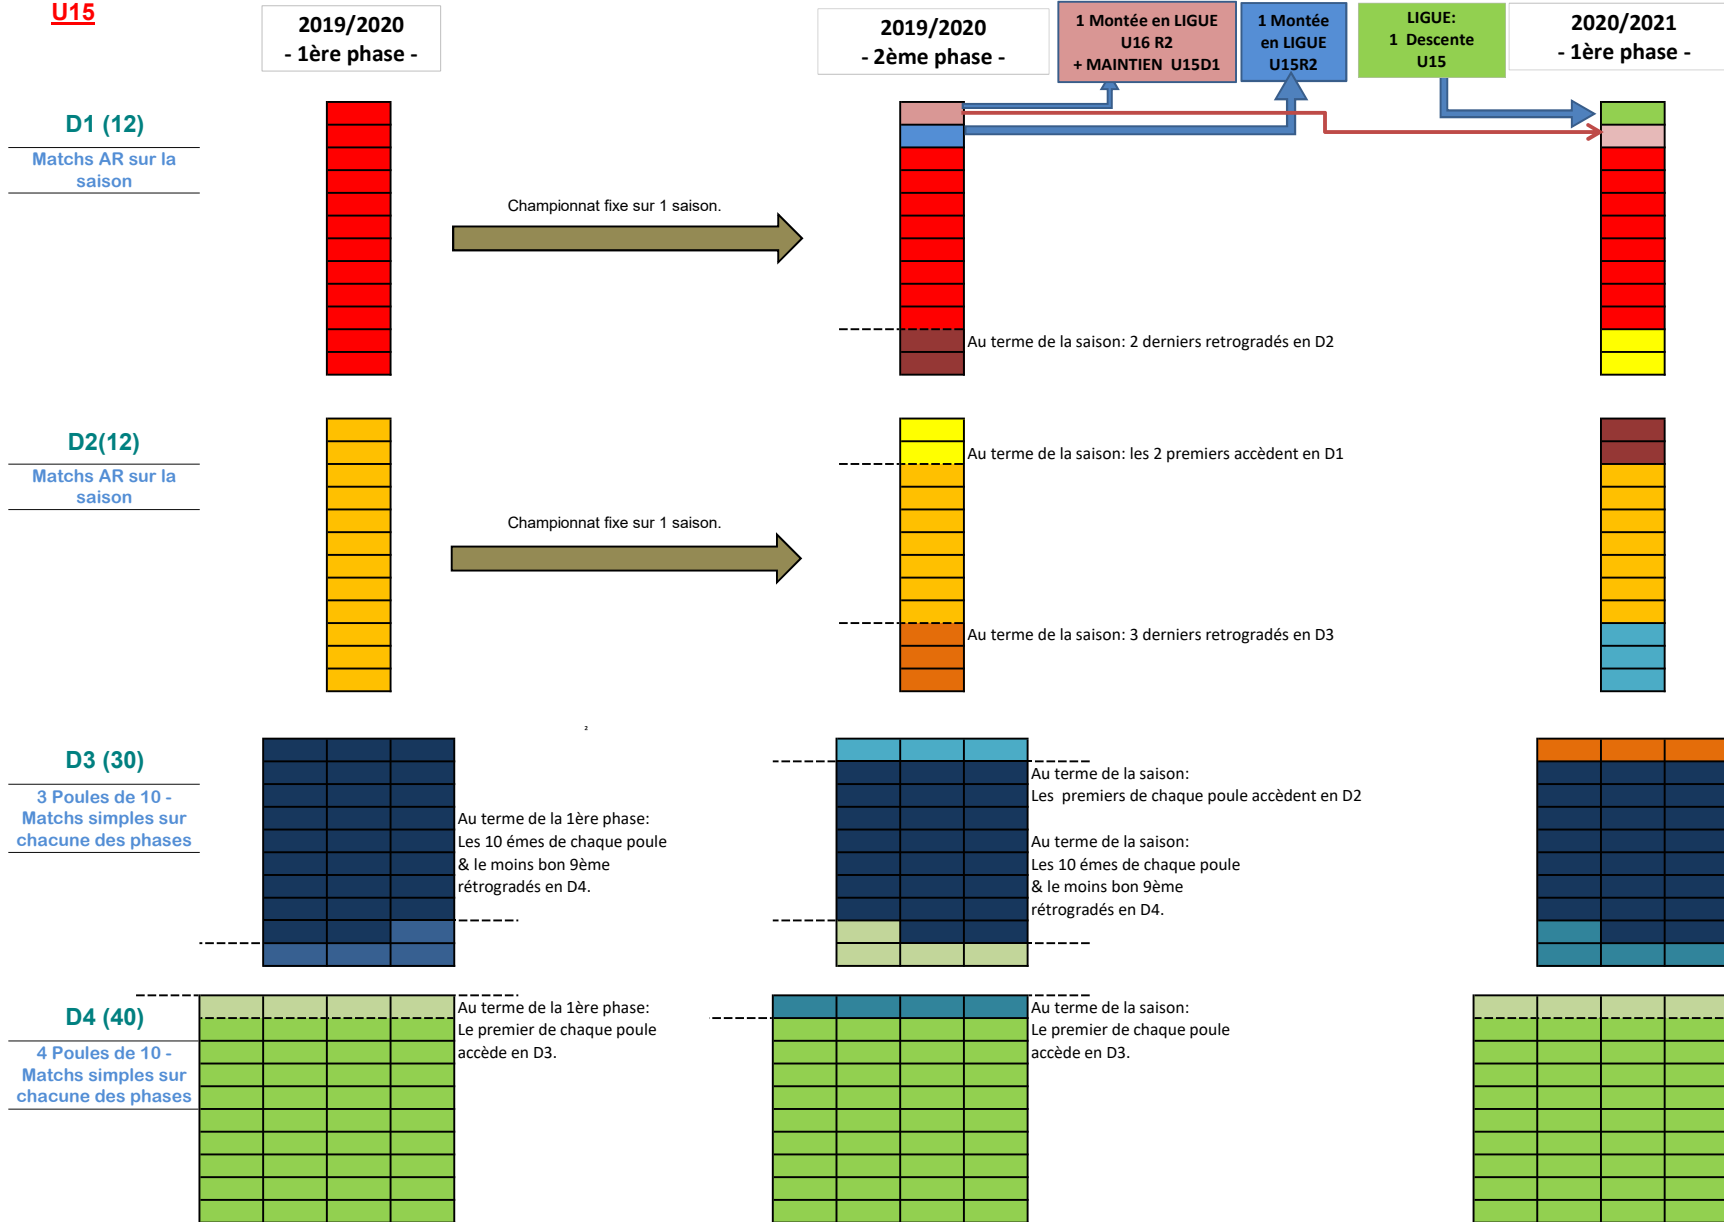 U15
2019/2020
- 1ère phase -
2019/2020
- 2ème phase -
1 Montée en LIGUE
U16 R2
+ MAINTIEN  U15D1
1 Montée
en LIGUE
U15R2
LIGUE:
1  Descente
U15
2020/2021
- 1ère phase -
D1 (12)
Matchs AR sur la
saison
Championnat fixe sur 1 saison.
Au terme de la saison: 2 derniers retrogradés en D2
D2(12)
Matchs AR sur la
saison
Au terme de la saison: les 2 premiers accèdent en D1
Championnat fixe sur 1 saison.
Au terme de la saison: 3 derniers retrogradés en D3
²
D3 (30)
3 Poules de 10 -
Matchs simples sur
chacune des phases
Au terme de la 1ère phase:
Les 10 émes de chaque poule
& le moins bon 9ème
rétrogradés en D4.
Au terme de la saison:
Les  premiers de chaque poule accèdent en D2
Au terme de la saison:
Les 10 émes de chaque poule
& le moins bon 9ème
rétrogradés en D4.
D4 (40)
4 Poules de 10 -
Matchs simples sur
chacune des phases
Au terme de la 1ère phase:
Le premier de chaque poule
accède en D3.
Au terme de la saison:
Le premier de chaque poule
accède en D3.